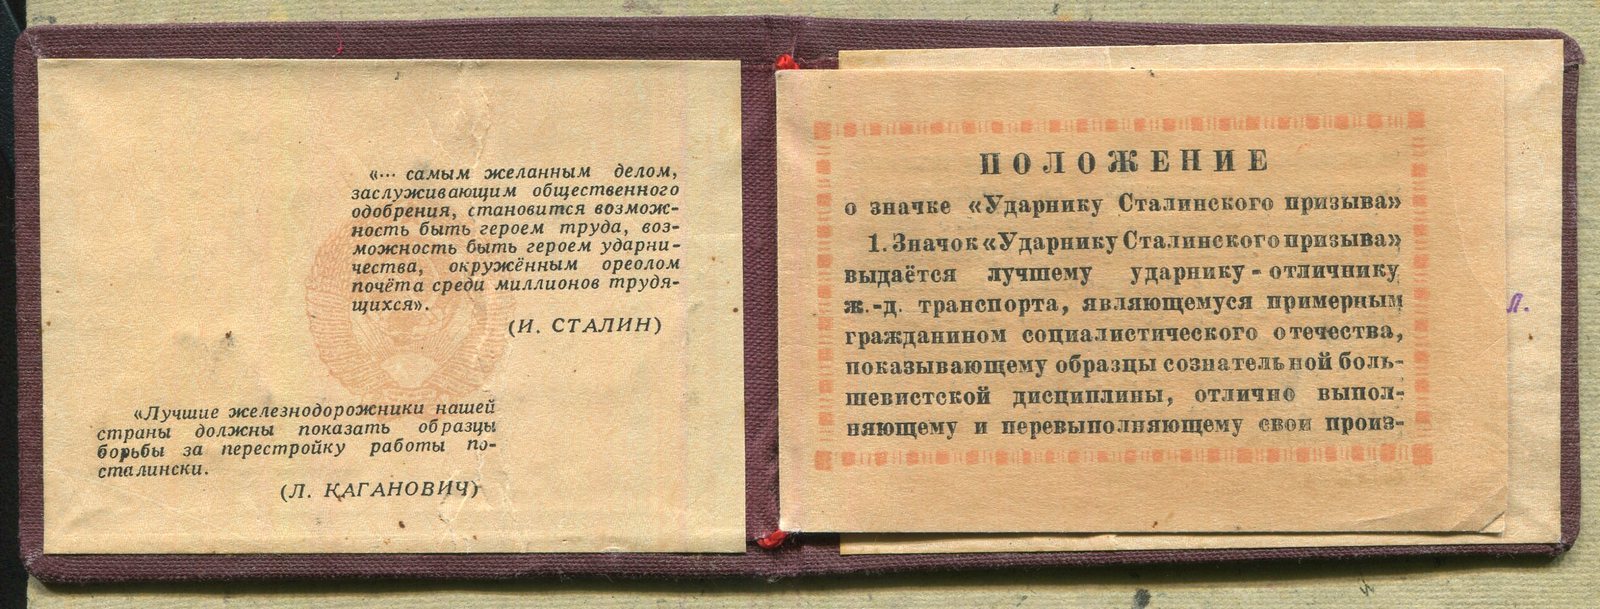 «... самым желанным делом,
заслуживающим общественного
одобрения, становится возмож-
ность быть героем труда, воз-
можность быть героем ударни-
чества, окружённым ореолом
почёта среди миллионов трудя-
щихся».
(И. СТАЛИН)
«Лучшие железнодорожники нашей
страны должны показать образцы
борьбы за перестройку работы по-
сталински.
(Л. КАГАНОВИЧ)
ПОЛОЖЕНИЕ
о значке «Ударнику Сталинского призыва»
1. Значок «Ударнику Сталинского призыва»
выдаётся лучшему ударнику-отличнику
ж.-д. транспорта, являющемуся примерным
гражданином социалистического отечества,
показывающему образцы сознательной боль-
шевистской дисциплины, отлично выпол-
няющему и перевыполняющему свои произ-
л.